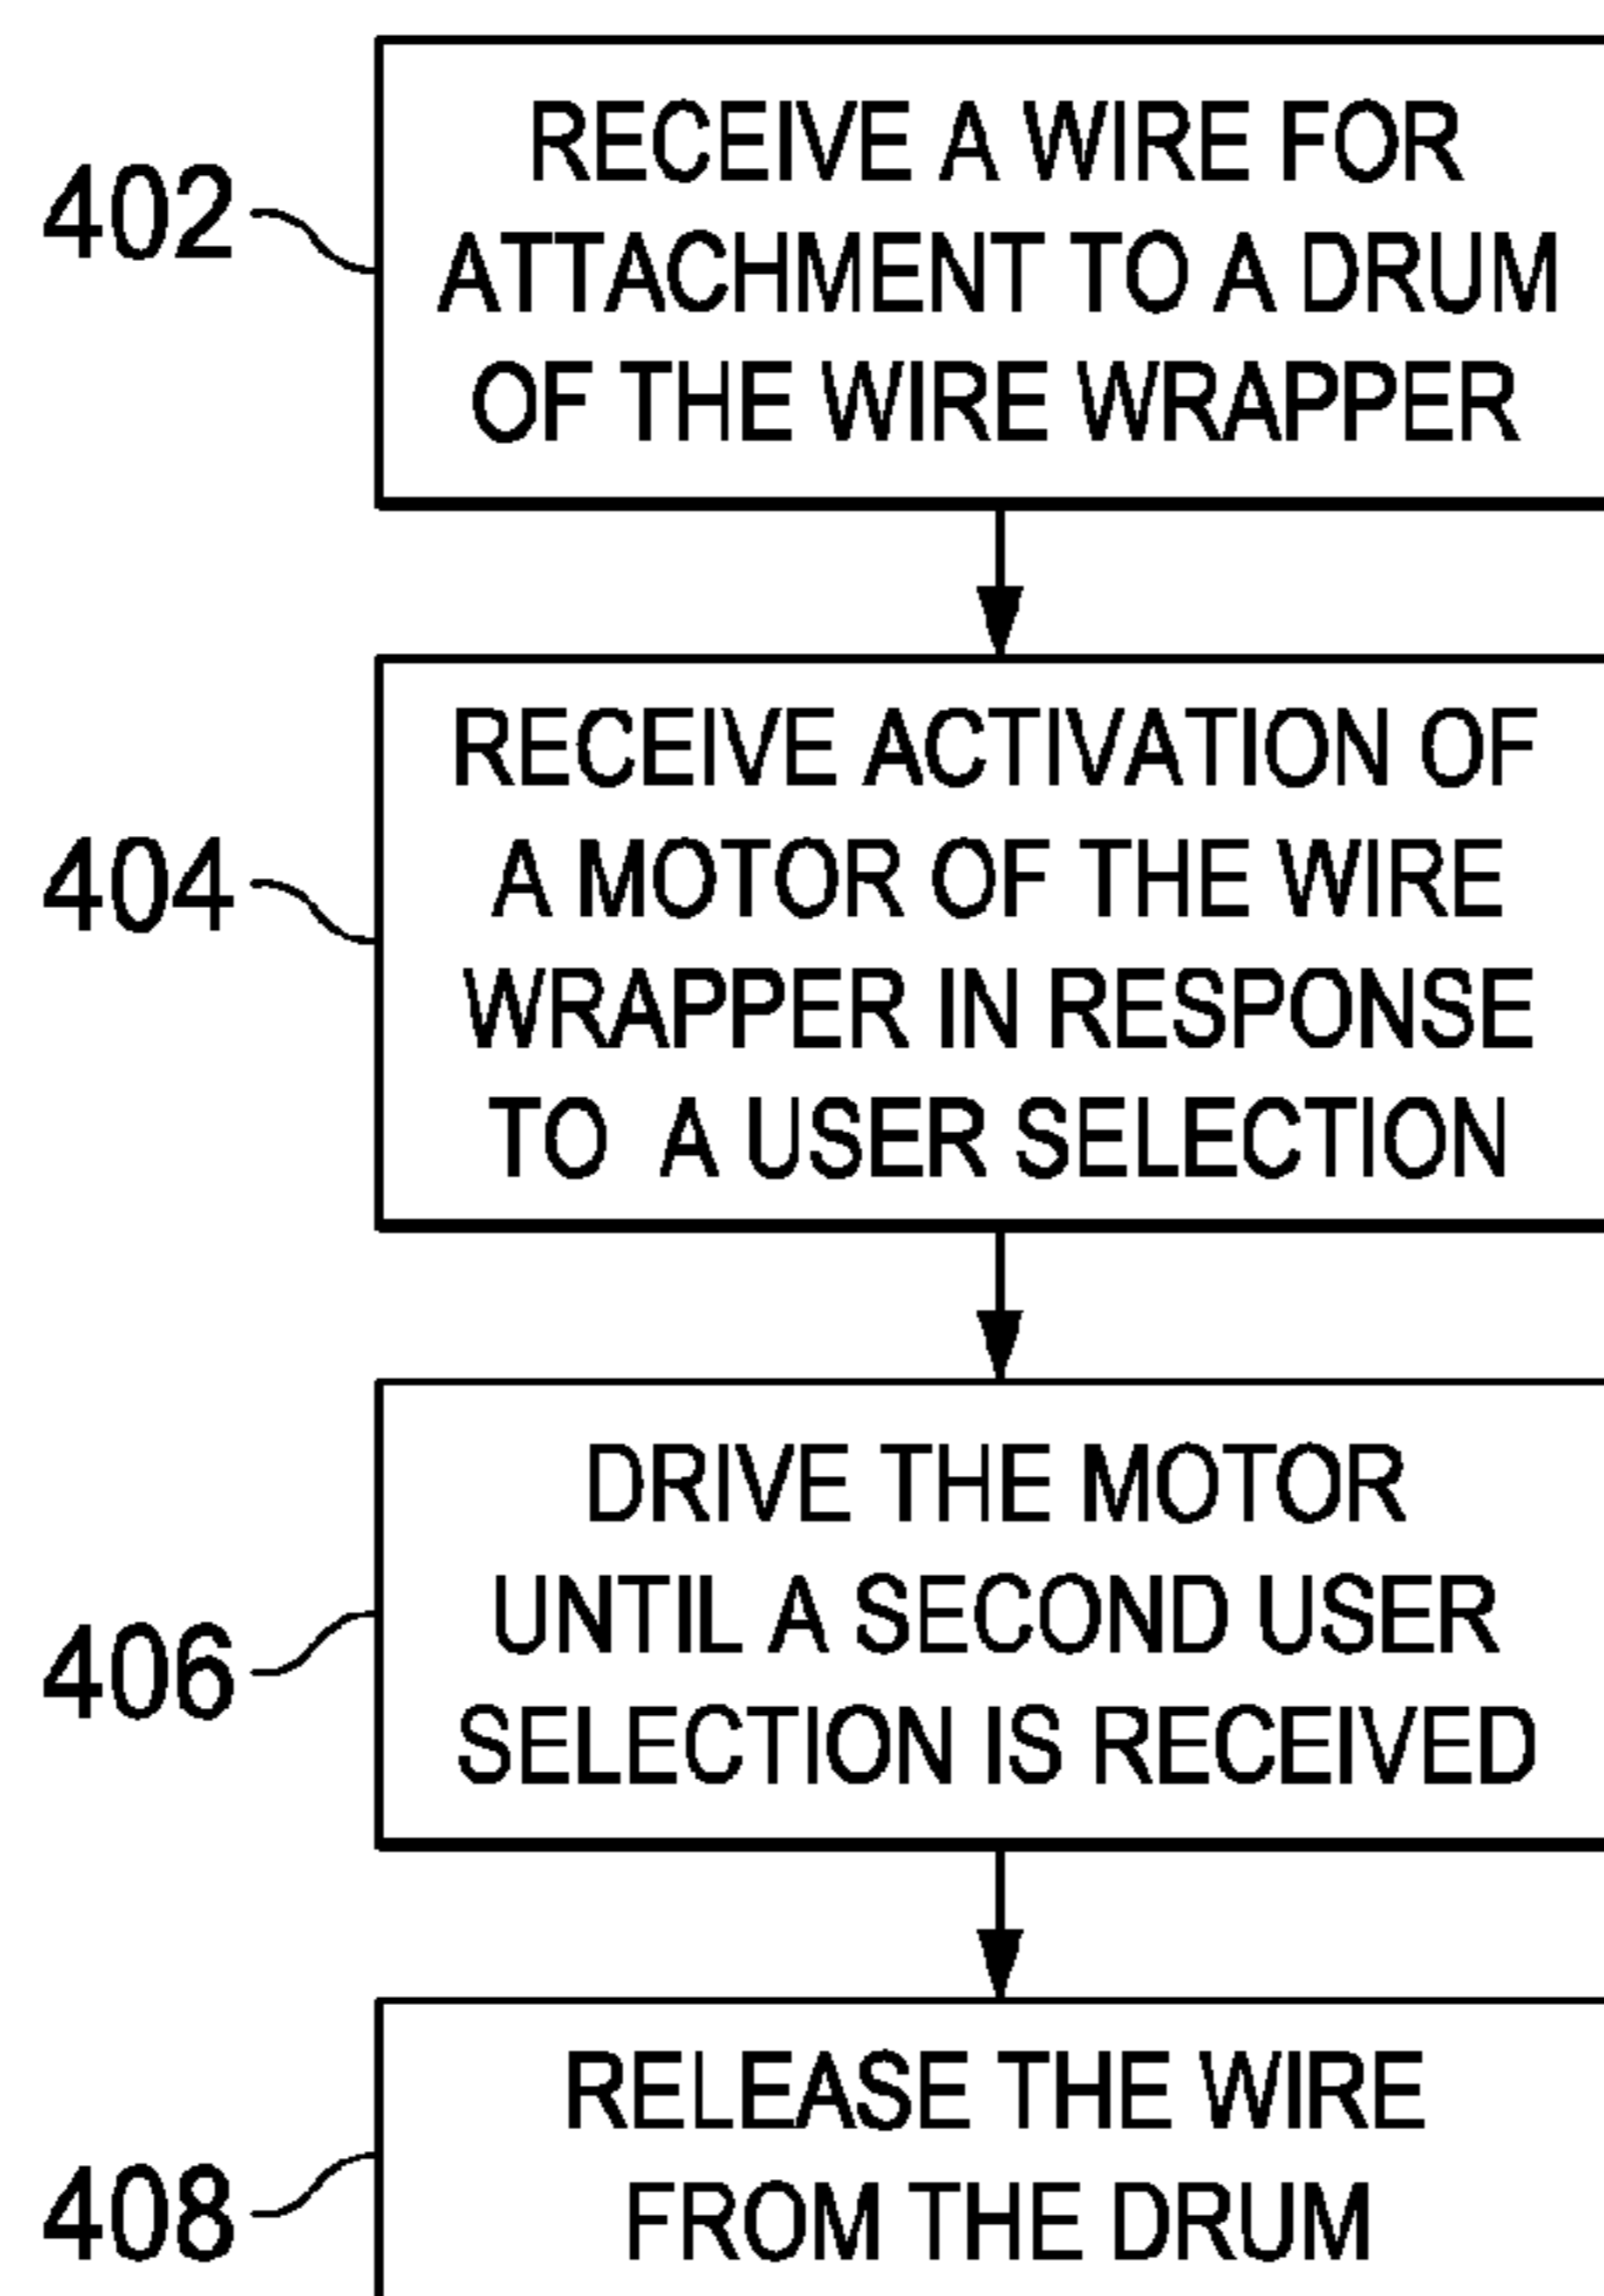 402
RECEIVE A WIRE FOR
ATTACHMENT TO A DRUM
OF THE WIRE WRAPPER
404
RECEIVE ACTIVATION OF
A MOTOR OF THE WIRE
WRAPPER IN RESPONSE
TO A USER SELECTION
406
DRIVE THE MOTOR
UNTIL A SECOND USER
SELECTION IS RECEIVED
408
RELEASE THE WIRE
FROM THE DRUM